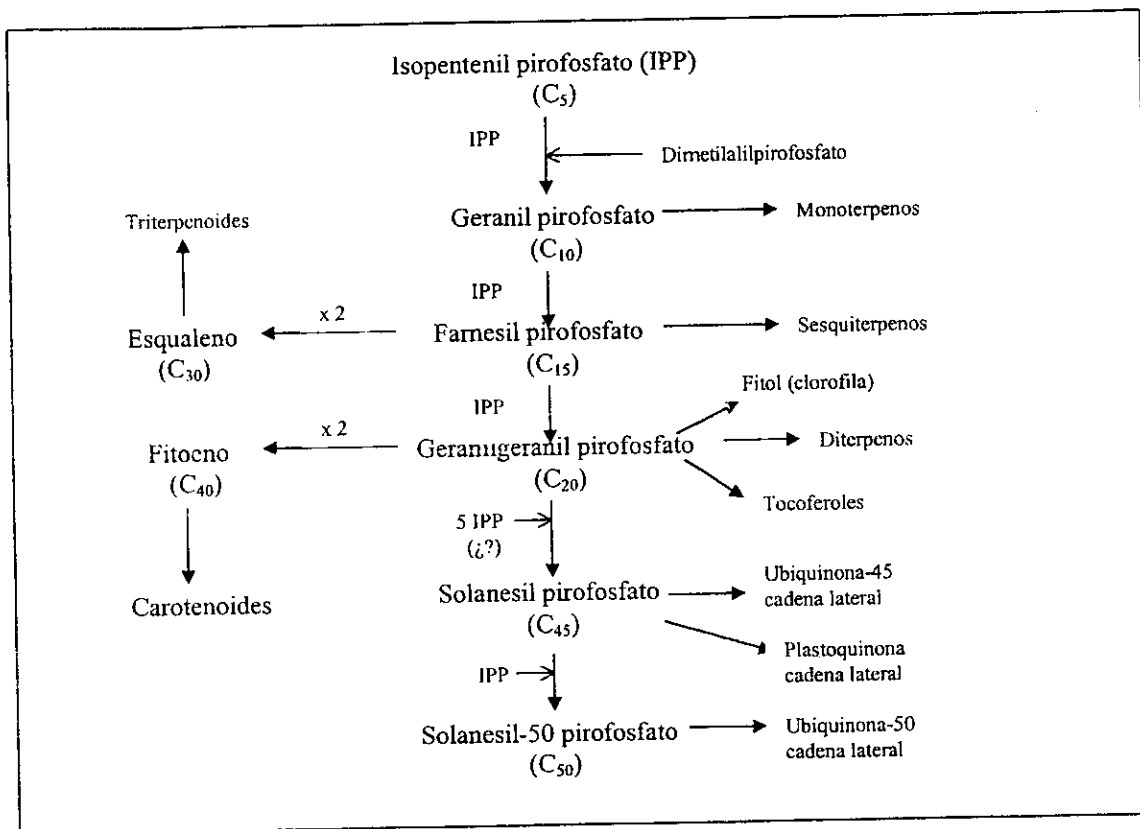 Isopentenil pirofosfato (IPP)
(C5)
IPP
Dimetilalilpirofosfato
Geranil pirofosfato
(C10)
Monoterpenos
Triterpenoides
IPP
x 2
Esqualeno
(C30)
Farnesil pirofosfato
(C15)
Sesquiterpenos
IPP
Fitol (clorofila)
x 2
Fitoeno
(C40)
Geranilgeranil pirofosfato
(C20)
Diterpenos
Tocoferoles
5 IPP
(¿?)
Carotenoides
Solanesil pirofosfato
(C45)
Ubiquinona-45
cadena lateral
Plastoquinona
cadena lateral
IPP
Solanesil-50 pirofosfato
(C50)
Ubiquinona-50
cadena lateral